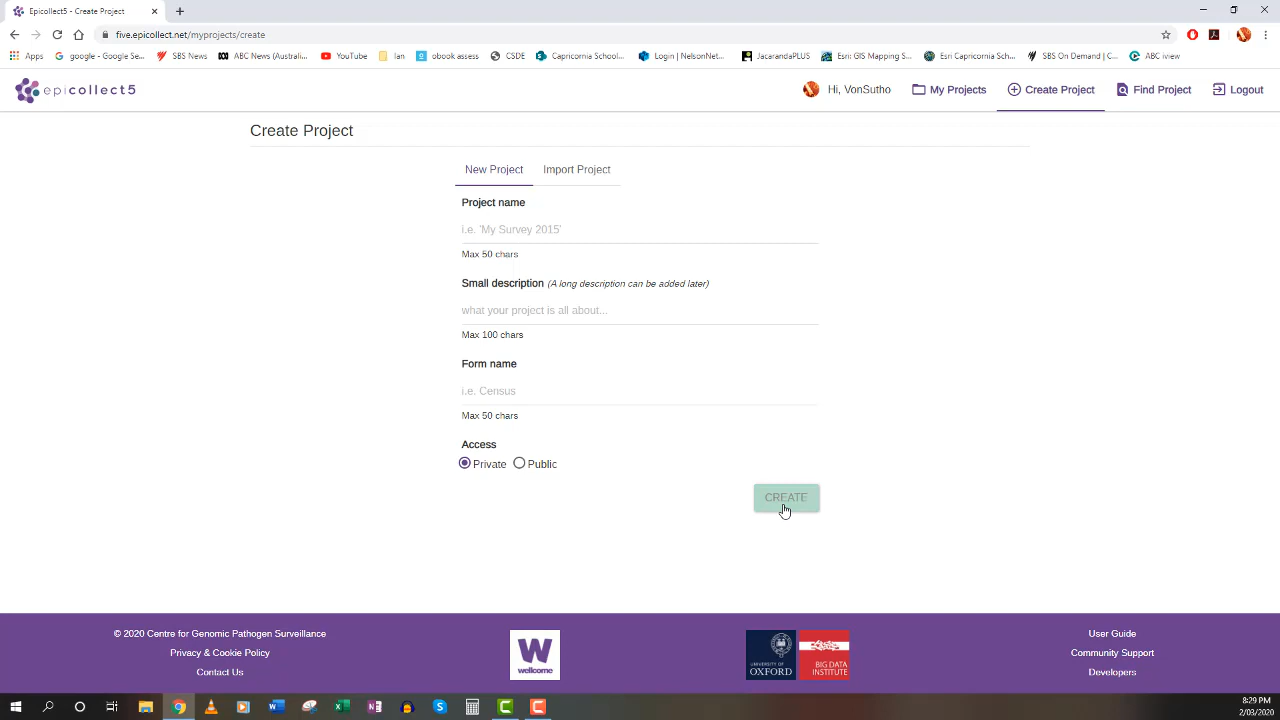 Epicollect5 - Create Project
five.epicollect.net/myprojects/create
Apps
google - Google Se...
SBS News
ABC News (Australi...
YouTube
Ian
obook assess
CSDE
Capricornia School...
Login | NelsonNet...
JacarandaPLUS
Esri: GIS Mapping S...
Esri Capricornia Sch...
SBS On Demand | C...
ABC iview
epicollect5
Hi, VonSutho
My Projects
Create Project
Find Project
Logout
Create Project
New Project
Import Project
Project name
i.e. 'My Survey 2015'
Max 50 chars
Small description (A long description can be added later)
what your project is all about...
Max 100 chars
Form name
i.e. Census
Max 50 chars
Access
Private
Public
CREATE
© 2020 Centre for Genomic Pathogen Surveillance
Privacy & Cookie Policy
Contact Us
W
wellcome
UNIVERSITY OF
OXFORD
BIG DATA
INSTITUTE
User Guide
Community Support
Developers
8:29 PM
2/03/2020